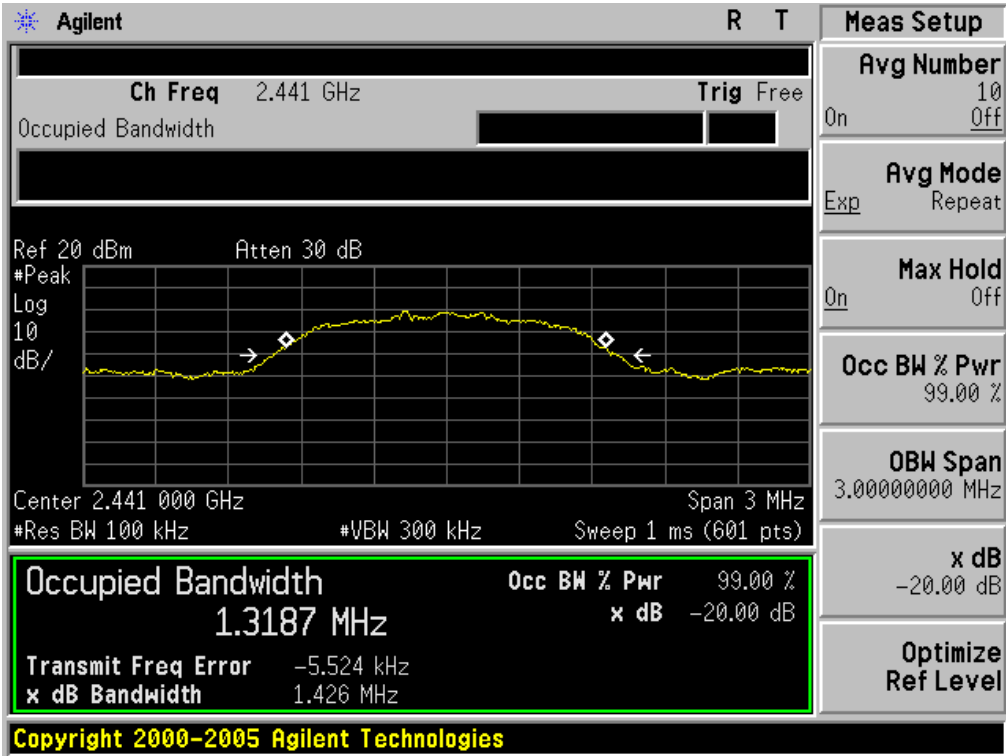 Agilent R T
Ch Freq 2.441 GHz Trig Free
Occupied Bandwidth
Ref 20 dBm Atten 30 dB
#Peak
Log
10
dB/
Center 2.441 000 GHz Span 3 MHz
#Res BW 100 kHz #VBW 300 kHz Sweep 1 ms (601 pts)
Occupied Bandwidth Occ BW % Pwr 99.00 %
1.3187 MHz x dB -20.00 dB
Transmit Freq Error -5.524 kHz
x dB Bandwidth 1.426 MHz
Copyright 2000-2005 Agilent Technologies
Meas Setup
Avg Number
10
On Off
Avg Mode
Exp Repeat
Max Hold
On Off
Occ BW % Pwr
99.00 %
OBW Span
3.00000000 MHz
x dB
-20.00 dB
Optimize
Ref Level